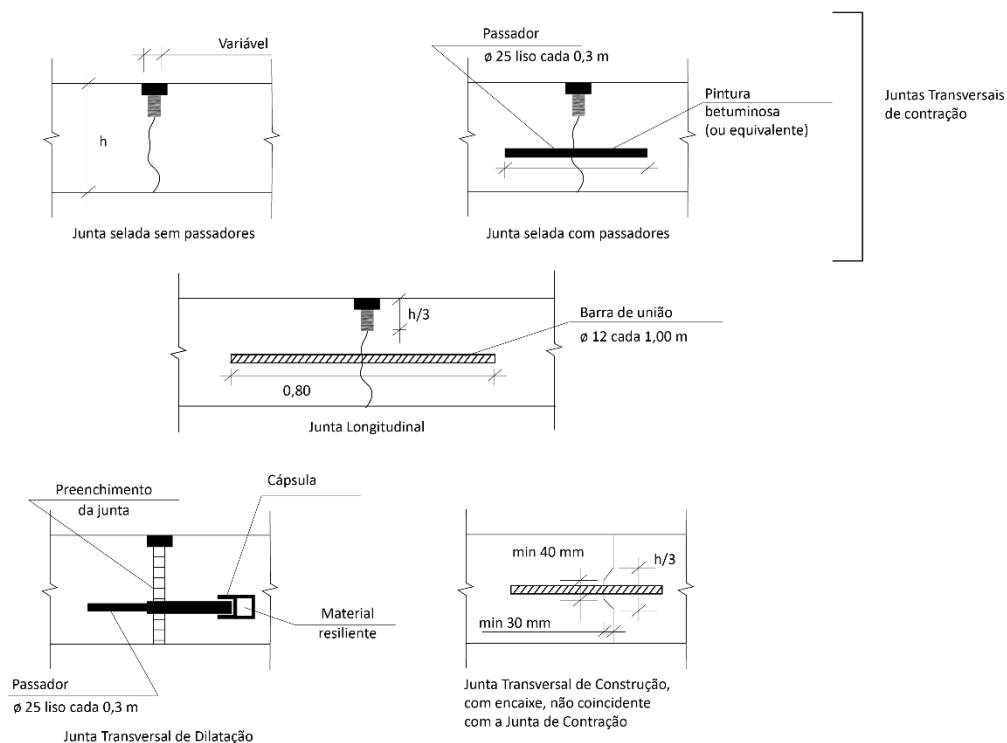 Variável
h
Junta selada sem passadores
Passador
ø 25 liso cada 0,3 m
Pintura
betuminosa
(ou equivalente)
Junta selada com passadores
Juntas Transversais
de contração
h/3
Barra de união
ø 12 cada 1,00 m
0,80
Junta Longitudinal
Preenchimento
da junta
Cápsula
Material
resiliente
Passador
ø 25 liso cada 0,3 m
Junta Transversal de Dilatação
min 40 mm
h/3
min 30 mm
Junta Transversal de Construção,
com encaixe, não coincidente
com a Junta de Contração